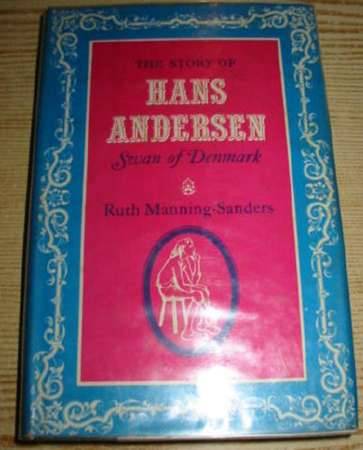 THE STORY OF
HANS
ANDERSEN
Swan of Denmark
Ruth Manning-Sanders